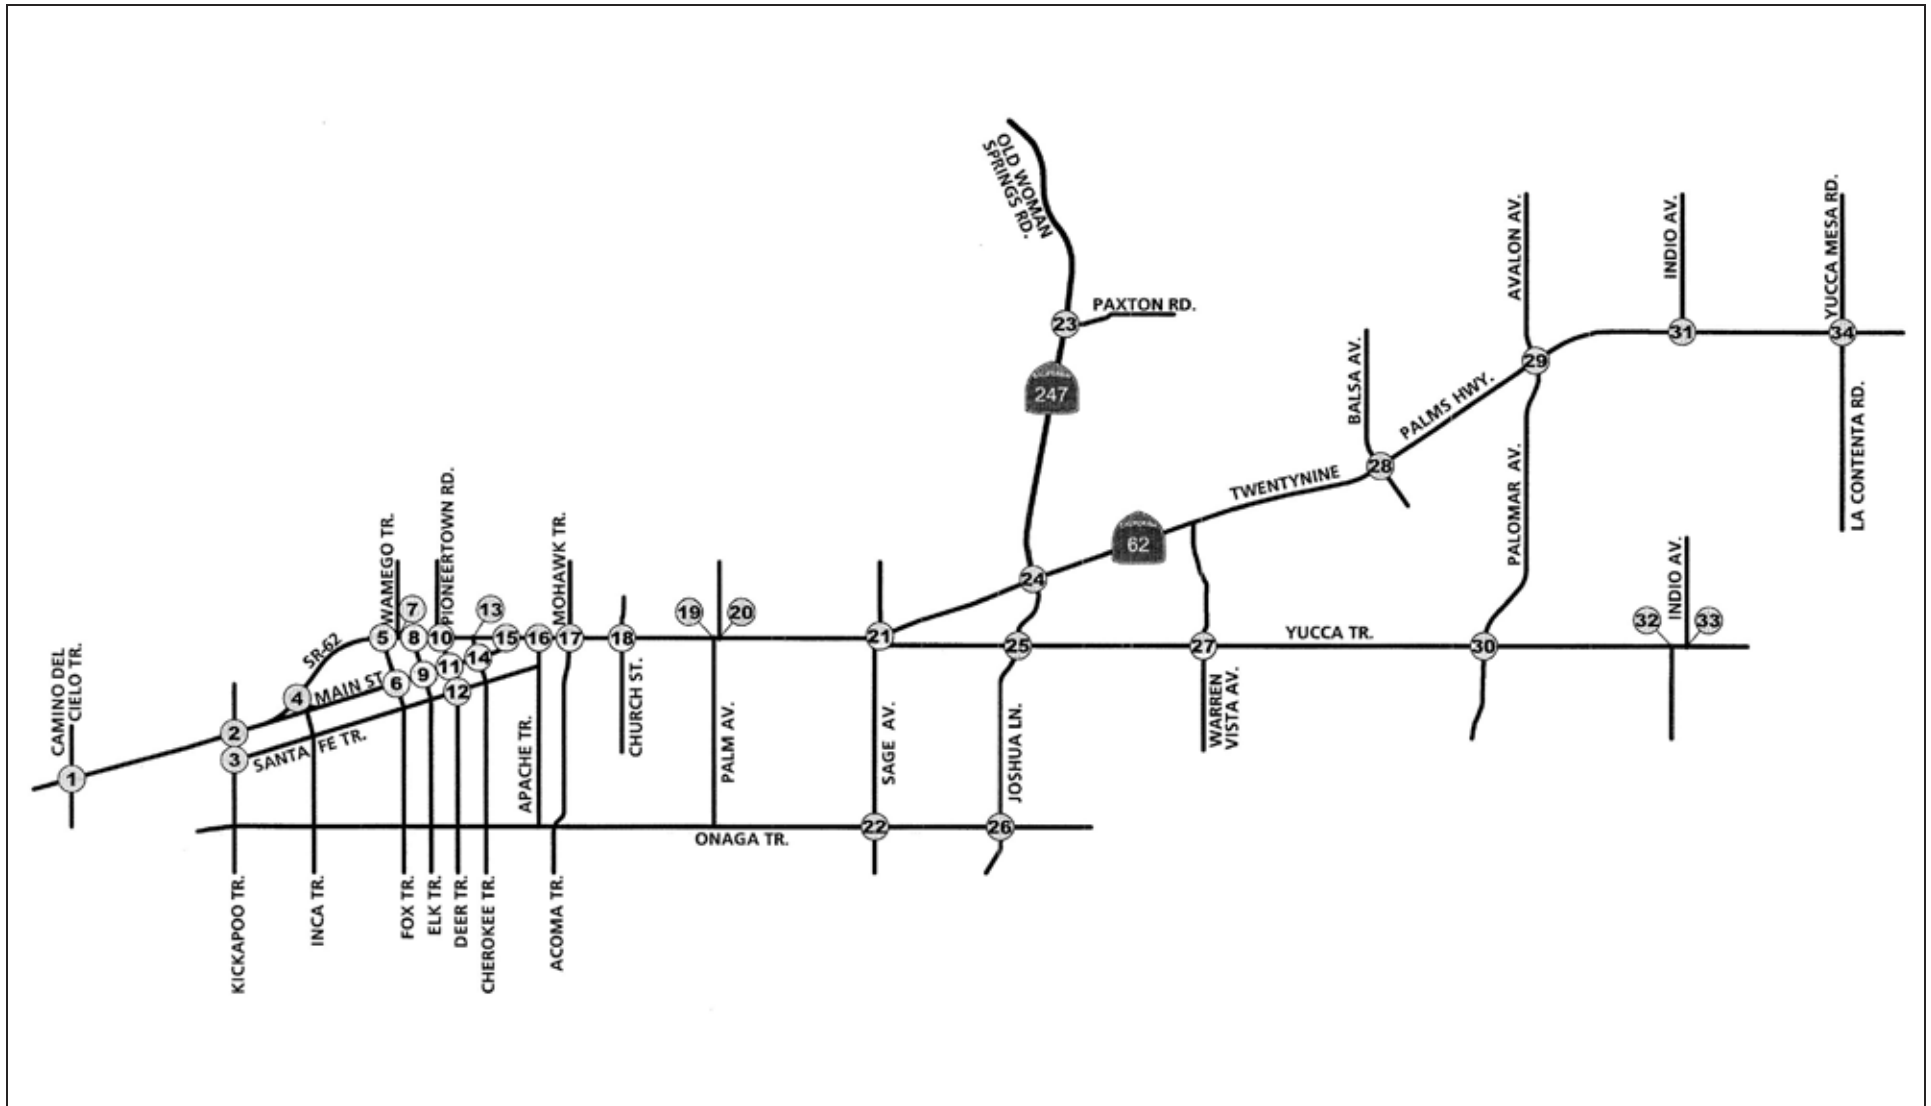 OLD WOMAN
SPRINGS RD.
PAXTON RD.
23
247
AVALON AV.
INDIO AV.
YUCCA MESA RD.
31
34
29
BALSA AV.
PALMS HWY.
28
TWENTYNINE
PALOMAR AV.
LA CONTENTA RD.
62
24
WAMEGO TR.
PIONEERTOWN RD.
MOHAWK TR.
7
13
19
20
32
INDIO AV.
33
SR-62
5
8
10
15
16
17
18
21
25
27
YUCCA TR.
30
11
14
CAMINO DEL
CIELO TR.
4
MAIN ST
6
9
12
2
3
SANTA FE TR.
1
APACHE TR.
CHURCH ST.
PALM AV.
SAGE AV.
JOSHUA LN.
WARREN
VISTA AV.
22
26
ONAGA TR.
KICKAPOO TR.
INCA TR.
FOX TR.
ELK TR.
DEER TR.
CHEROKEE TR.
ACOMA TR.